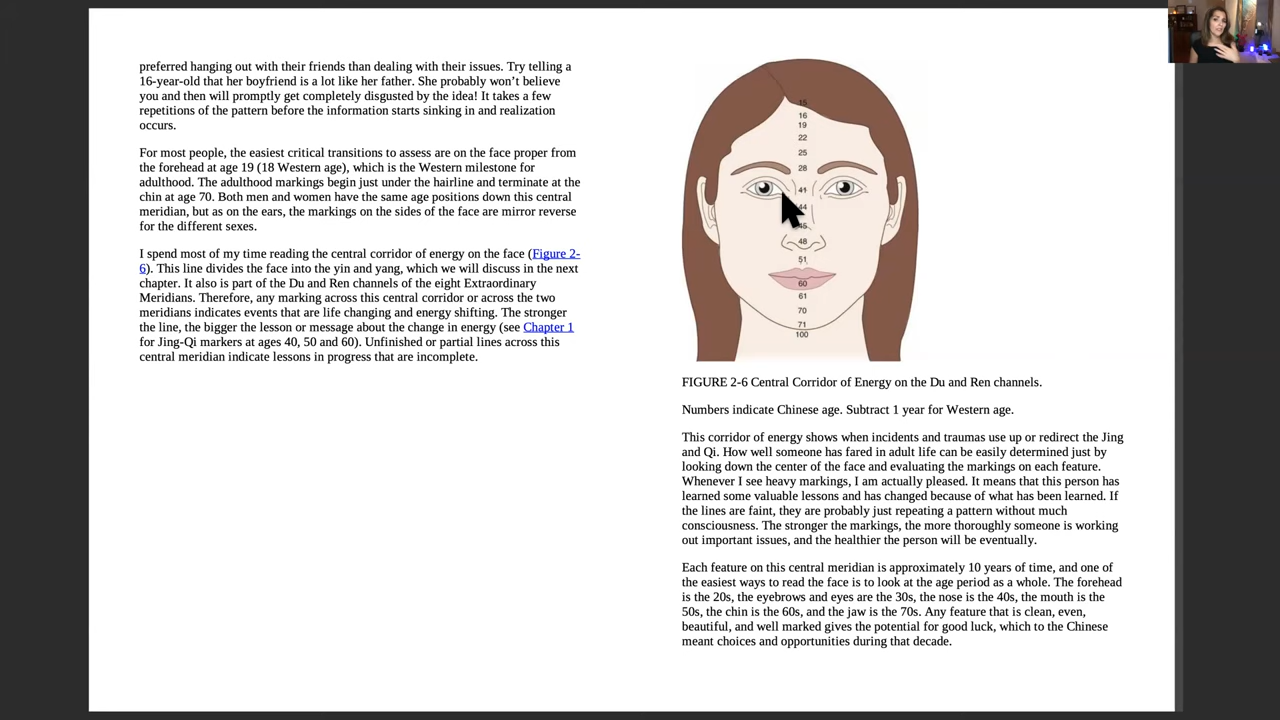 preferred hanging out with their friends than dealing with their issues. Try telling a
16-year-old that her boyfriend is a lot like her father. She probably won’t believe
you and then will promptly get completely disgusted by the idea! It takes a few
repetitions of the pattern before the information starts sinking in and realization
occurs.
For most people, the easiest critical transitions to assess are on the face proper from
the forehead at age 19 (18 Western age), which is the Western milestone for
adulthood. The adulthood markings begin just under the hairline and terminate at the
chin at age 70. Both men and women have the same age positions down this central
meridian, but as on the ears, the markings on the sides of the face are mirror reverse
for the different sexes.
I spend most of my time reading the central corridor of energy on the face (Figure 2-
6). This line divides the face into the yin and yang, which we will discuss in the next
chapter. It also is part of the Du and Ren channels of the eight Extraordinary
Meridians. Therefore, any marking across this central corridor or across the two
meridians indicates events that are life changing and energy shifting. The stronger
the line, the bigger the lesson or message about the change in energy (see Chapter 1
for Jing-Qi markers at ages 40, 50 and 60). Unfinished or partial lines across this
central meridian indicate lessons in progress that are incomplete.
15
16
19
22
25
28
41
44
45
48
51
60
61
70
71
100
FIGURE 2-6 Central Corridor of Energy on the Du and Ren channels.
Numbers indicate Chinese age. Subtract 1 year for Western age.
This corridor of energy shows when incidents and traumas use up or redirect the Jing
and Qi. How well someone has fared in adult life can be easily determined just by
looking down the center of the face and evaluating the markings on each feature.
Whenever I see heavy markings, I am actually pleased. It means that this person has
learned some valuable lessons and has changed because of what has been learned. If
the lines are faint, they are probably just repeating a pattern without much
consciousness. The stronger the markings, the more thoroughly someone is working
out important issues, and the healthier the person will be eventually.
Each feature on this central meridian is approximately 10 years of time, and one of
the easiest ways to read the face is to look at the age period as a whole. The forehead
is the 20s, the eyebrows and eyes are the 30s, the nose is the 40s, the mouth is the
50s, the chin is the 60s, and the jaw is the 70s. Any feature that is clean, even,
beautiful, and well marked gives the potential for good luck, which to the Chinese
meant choices and opportunities during that decade.